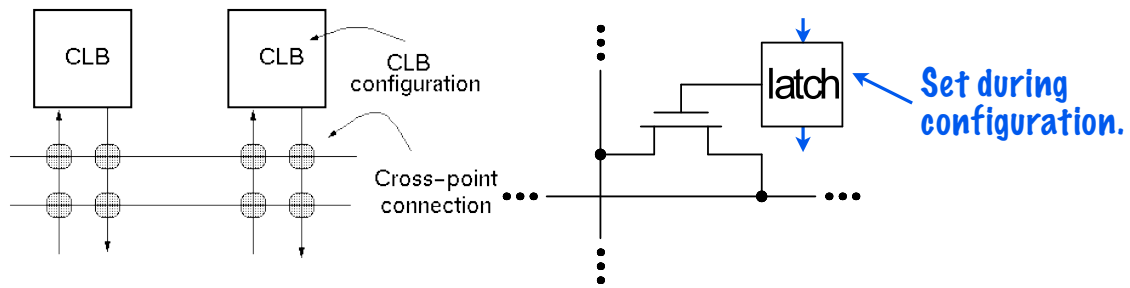 CLB
CLB
CLB
configuration
Cross-point
connection
latch
Set during
configuration.